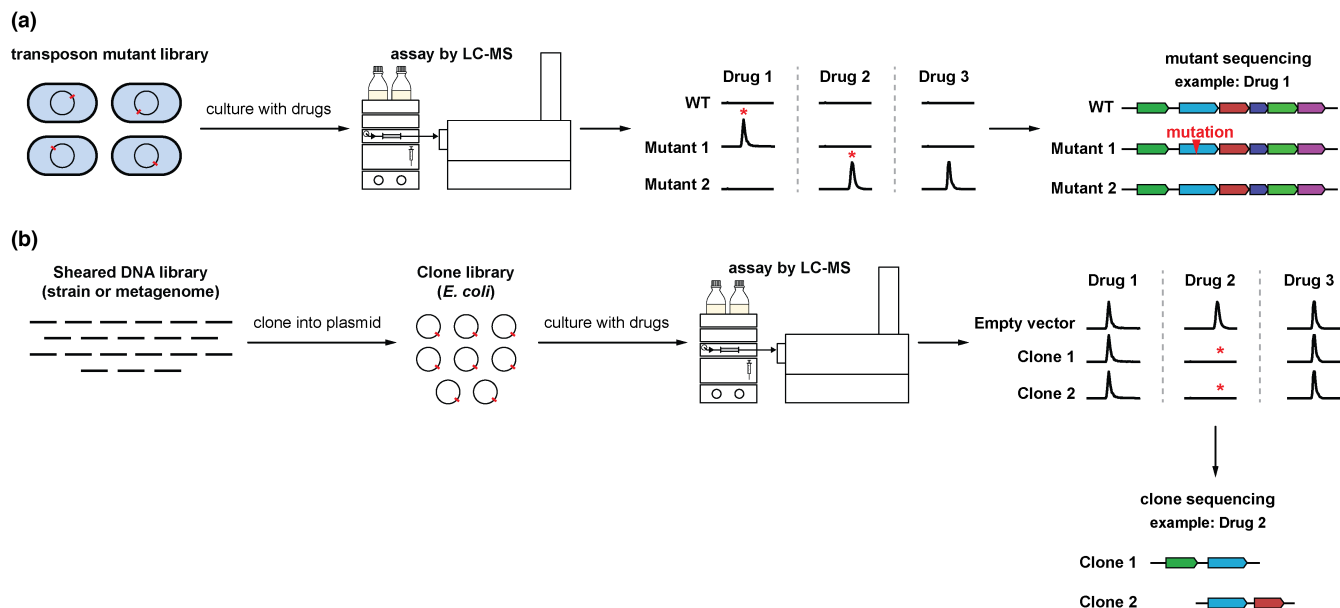 (a)
transposon mutant library
culture with drugs
assay by LC-MS
Drug 1 Drug 2 Drug 3
WT
*
Mutant 1
*
Mutant 2
mutant sequencing
example: Drug 1
WT
mutation
Mutant 1
Mutant 2
(b)
Sheared DNA library
(strain or metagenome)
clone into plasmid
Clone library
(E. coli)
culture with drugs
assay by LC-MS
Drug 1 Drug 2 Drug 3
Empty vector
Clone 1 *
Clone 2 *
clone sequencing
example: Drug 2
Clone 1
Clone 2